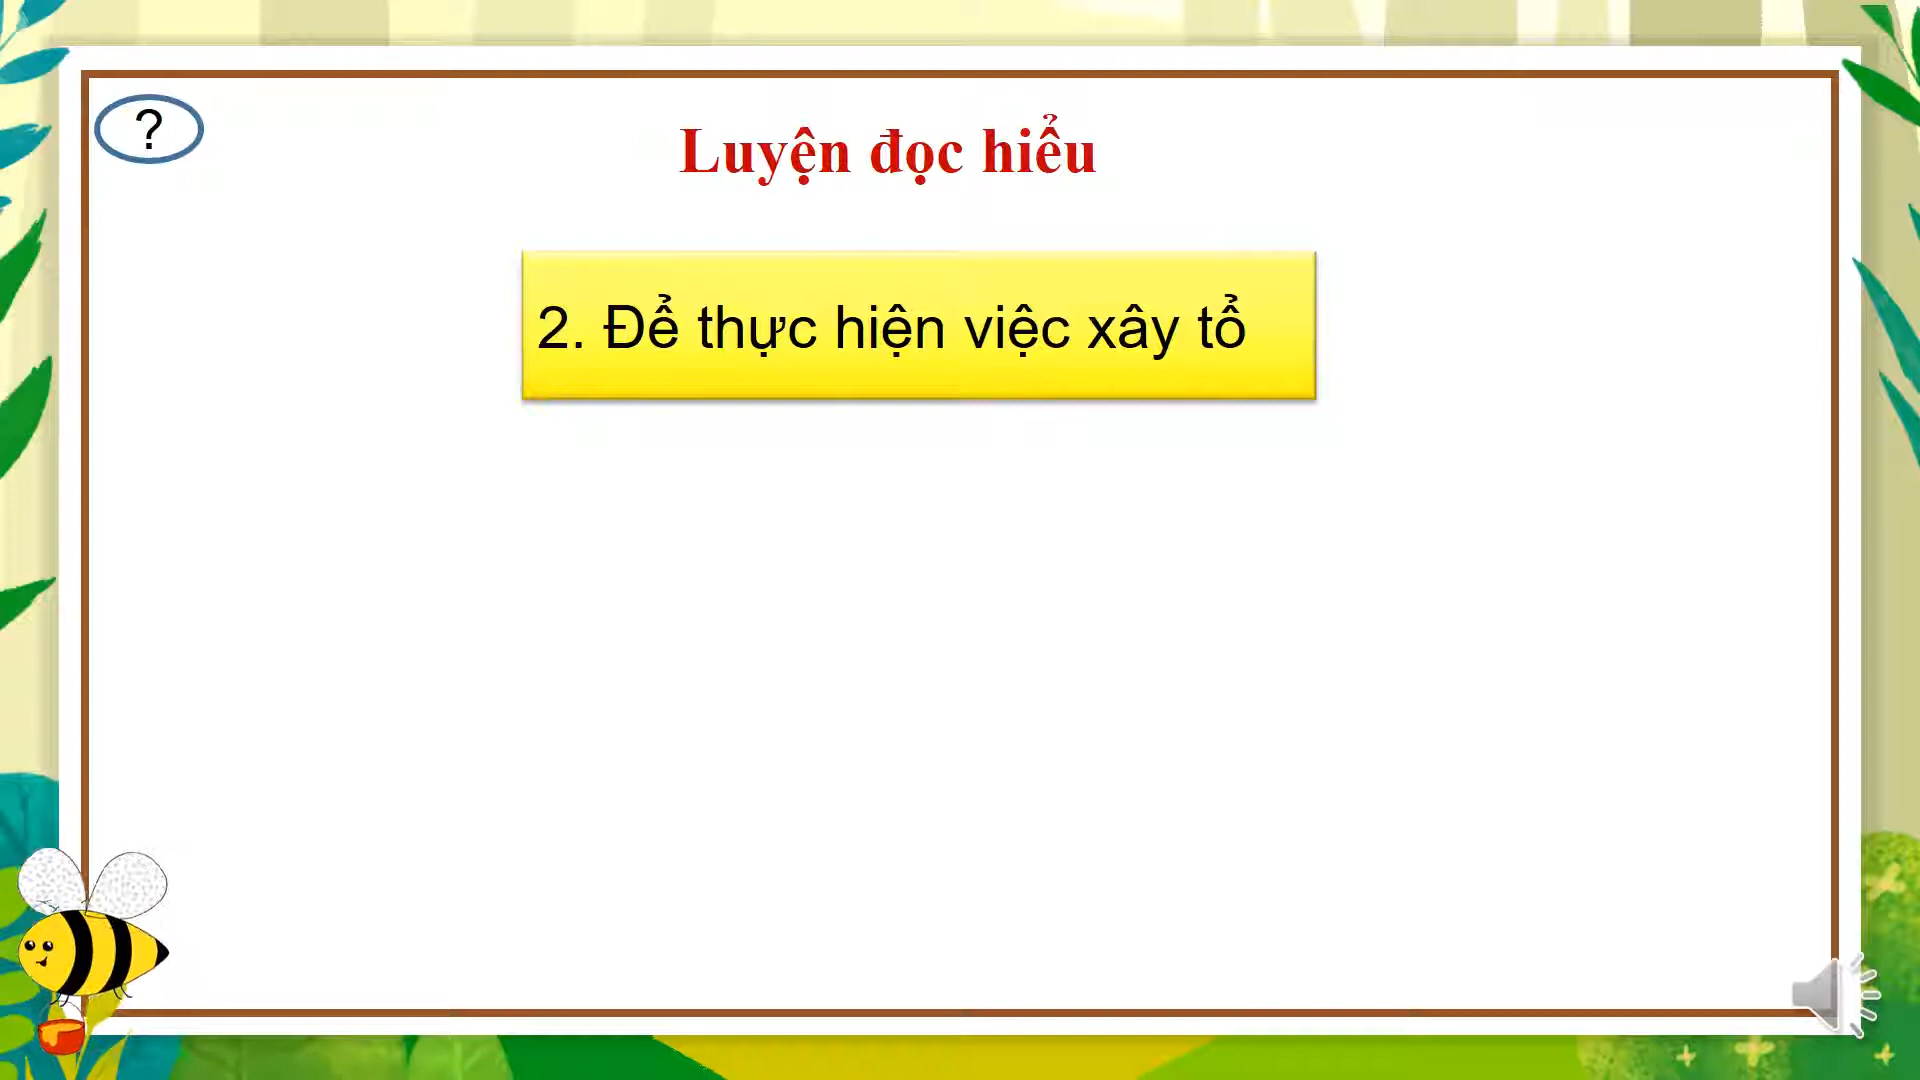 ?
Luyện đọc hiểu
2. Để thực hiện việc xây tổ